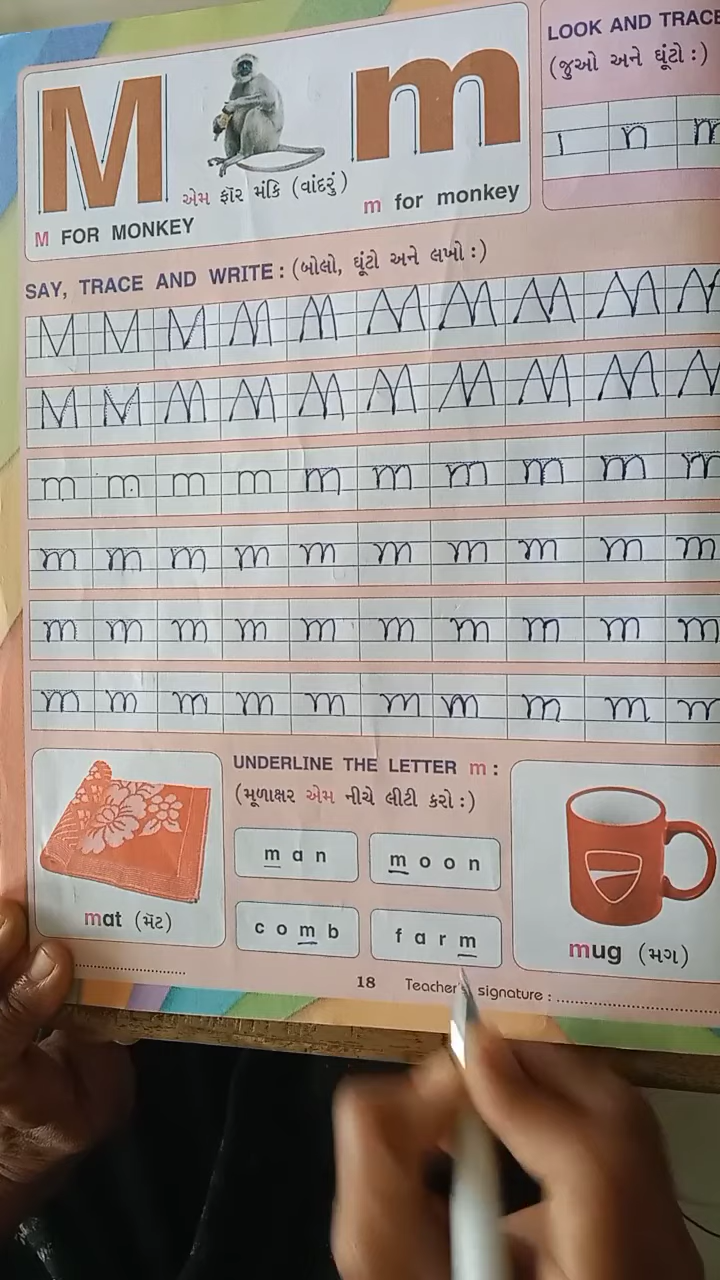 M m
એમ ફૉર મંકિ (વાંદરું)
M FOR MONKEY
m for monkey
LOOK AND TRACE
(જુઓ અને ઘૂંટો :)
ı n m
SAY, TRACE AND WRITE : (બોલો, ઘૂંટો અને લખો :)
M M M M M M M M M M
M M M M M M M M M M
m m m m m m m m m m
m m m m m m m m m m
m m m m m m m m m m
m m m m m m m m m m
UNDERLINE THE LETTER m :
(મૂળાક્ષર એમ નીચે લીટી કરો :)
man
moon
comb
farm
mat (મૅટ)
mug (મગ)
18
Teacher's signature :